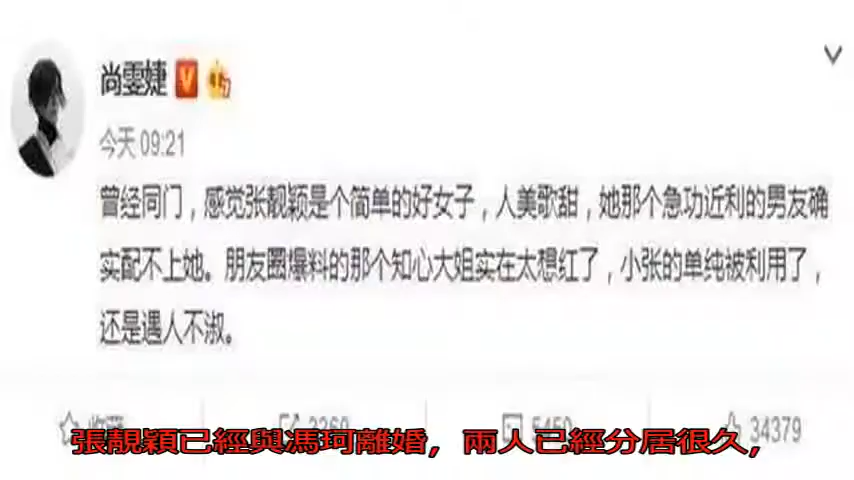 尚雯婕
今天 09:21
曾经同门，感觉张靓颖是个简单的好女子，人美歌甜，她那个急功近利的男友确
实配不上她。朋友圈爆料的那个知心大姐实在太想红了，小张的单纯被利用了，
还是遇人不淑。
34379
張靚穎已經與馮珂離婚，兩人已經分居很久，